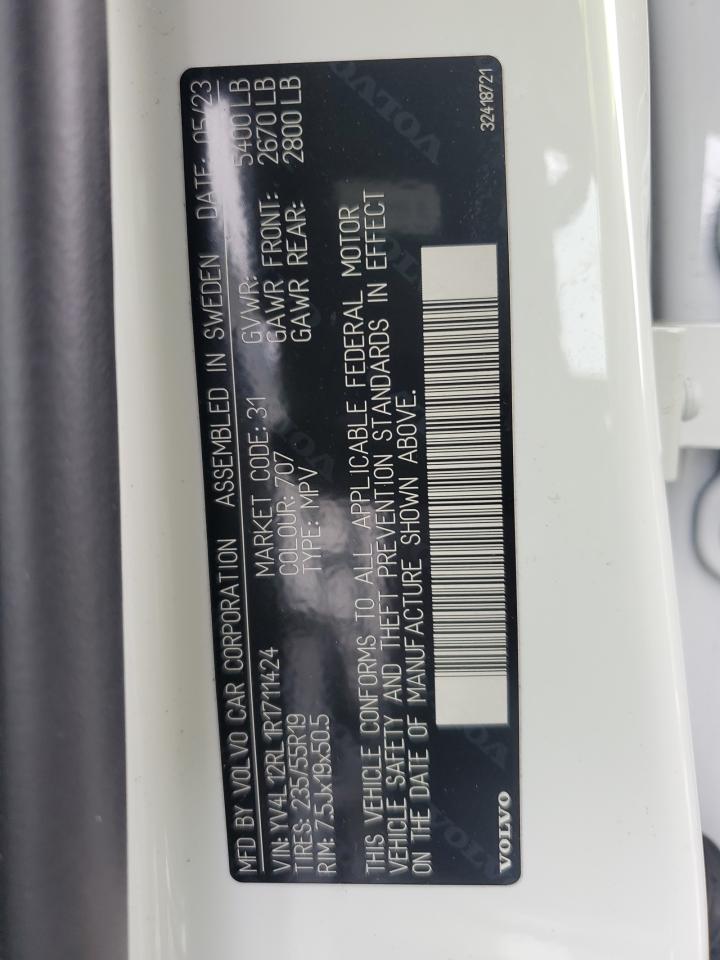 MFD BY VOLVO CAR CORPORATION ASSEMBLED IN SWEDEN DATE: 05/23
VIN: YV4L12RL1R1711424 MARKET CODE: 31 GVWR: 5400 LB
TIRES: 235/55R19 COLOUR: 707 GAWR FRONT: 2670 LB
RIM: 7.5Jx19x50.5 TYPE: MPV GAWR REAR: 2800 LB
THIS VEHICLE CONFORMS TO ALL APPLICABLE FEDERAL MOTOR
VEHICLE SAFETY AND THEFT PREVENTION STANDARDS IN EFFECT
ON THE DATE OF MANUFACTURE SHOWN ABOVE.
VOLVO 32418721